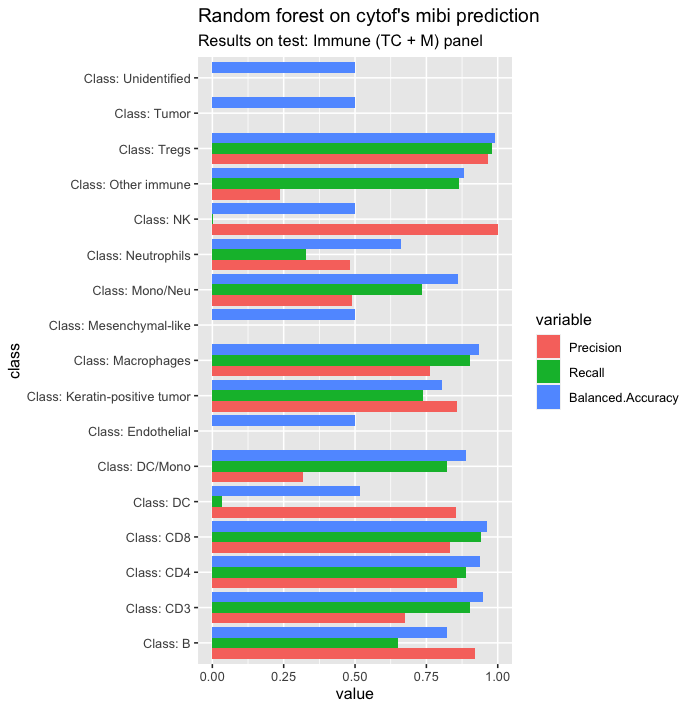 Random forest on cytof's mibi prediction
Results on test: Immune (TC + M) panel
class
Class: Unidentified
Class: Tumor
Class: Tregs
Class: Other immune
Class: NK
Class: Neutrophils
Class: Mono/Neu
Class: Mesenchymal-like
Class: Macrophages
Class: Keratin-positive tumor
Class: Endothelial
Class: DC/Mono
Class: DC
Class: CD8
Class: CD4
Class: CD3
Class: B
0.00 0.25 0.50 0.75 1.00
value
variable
Precision
Recall
Balanced.Accuracy